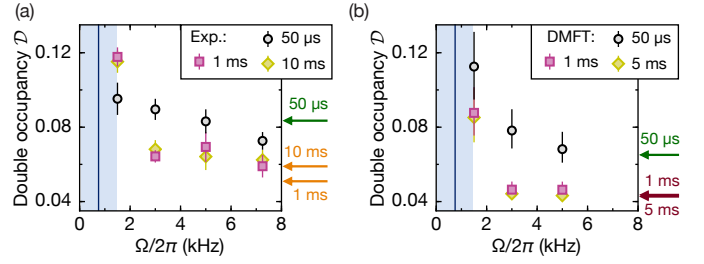 (a)
Double occupancy 𝒟
0.12
0.08
0.04
Exp.:
50 µs
1 ms
10 ms
50 µs
10 ms
1 ms
0
2
4
6
8
Ω/2π (kHz)
(b)
Double occupancy 𝒟
0.12
0.08
0.04
DMFT:
50 µs
1 ms
5 ms
50 µs
1 ms
5 ms
0
2
4
6
8
Ω/2π (kHz)